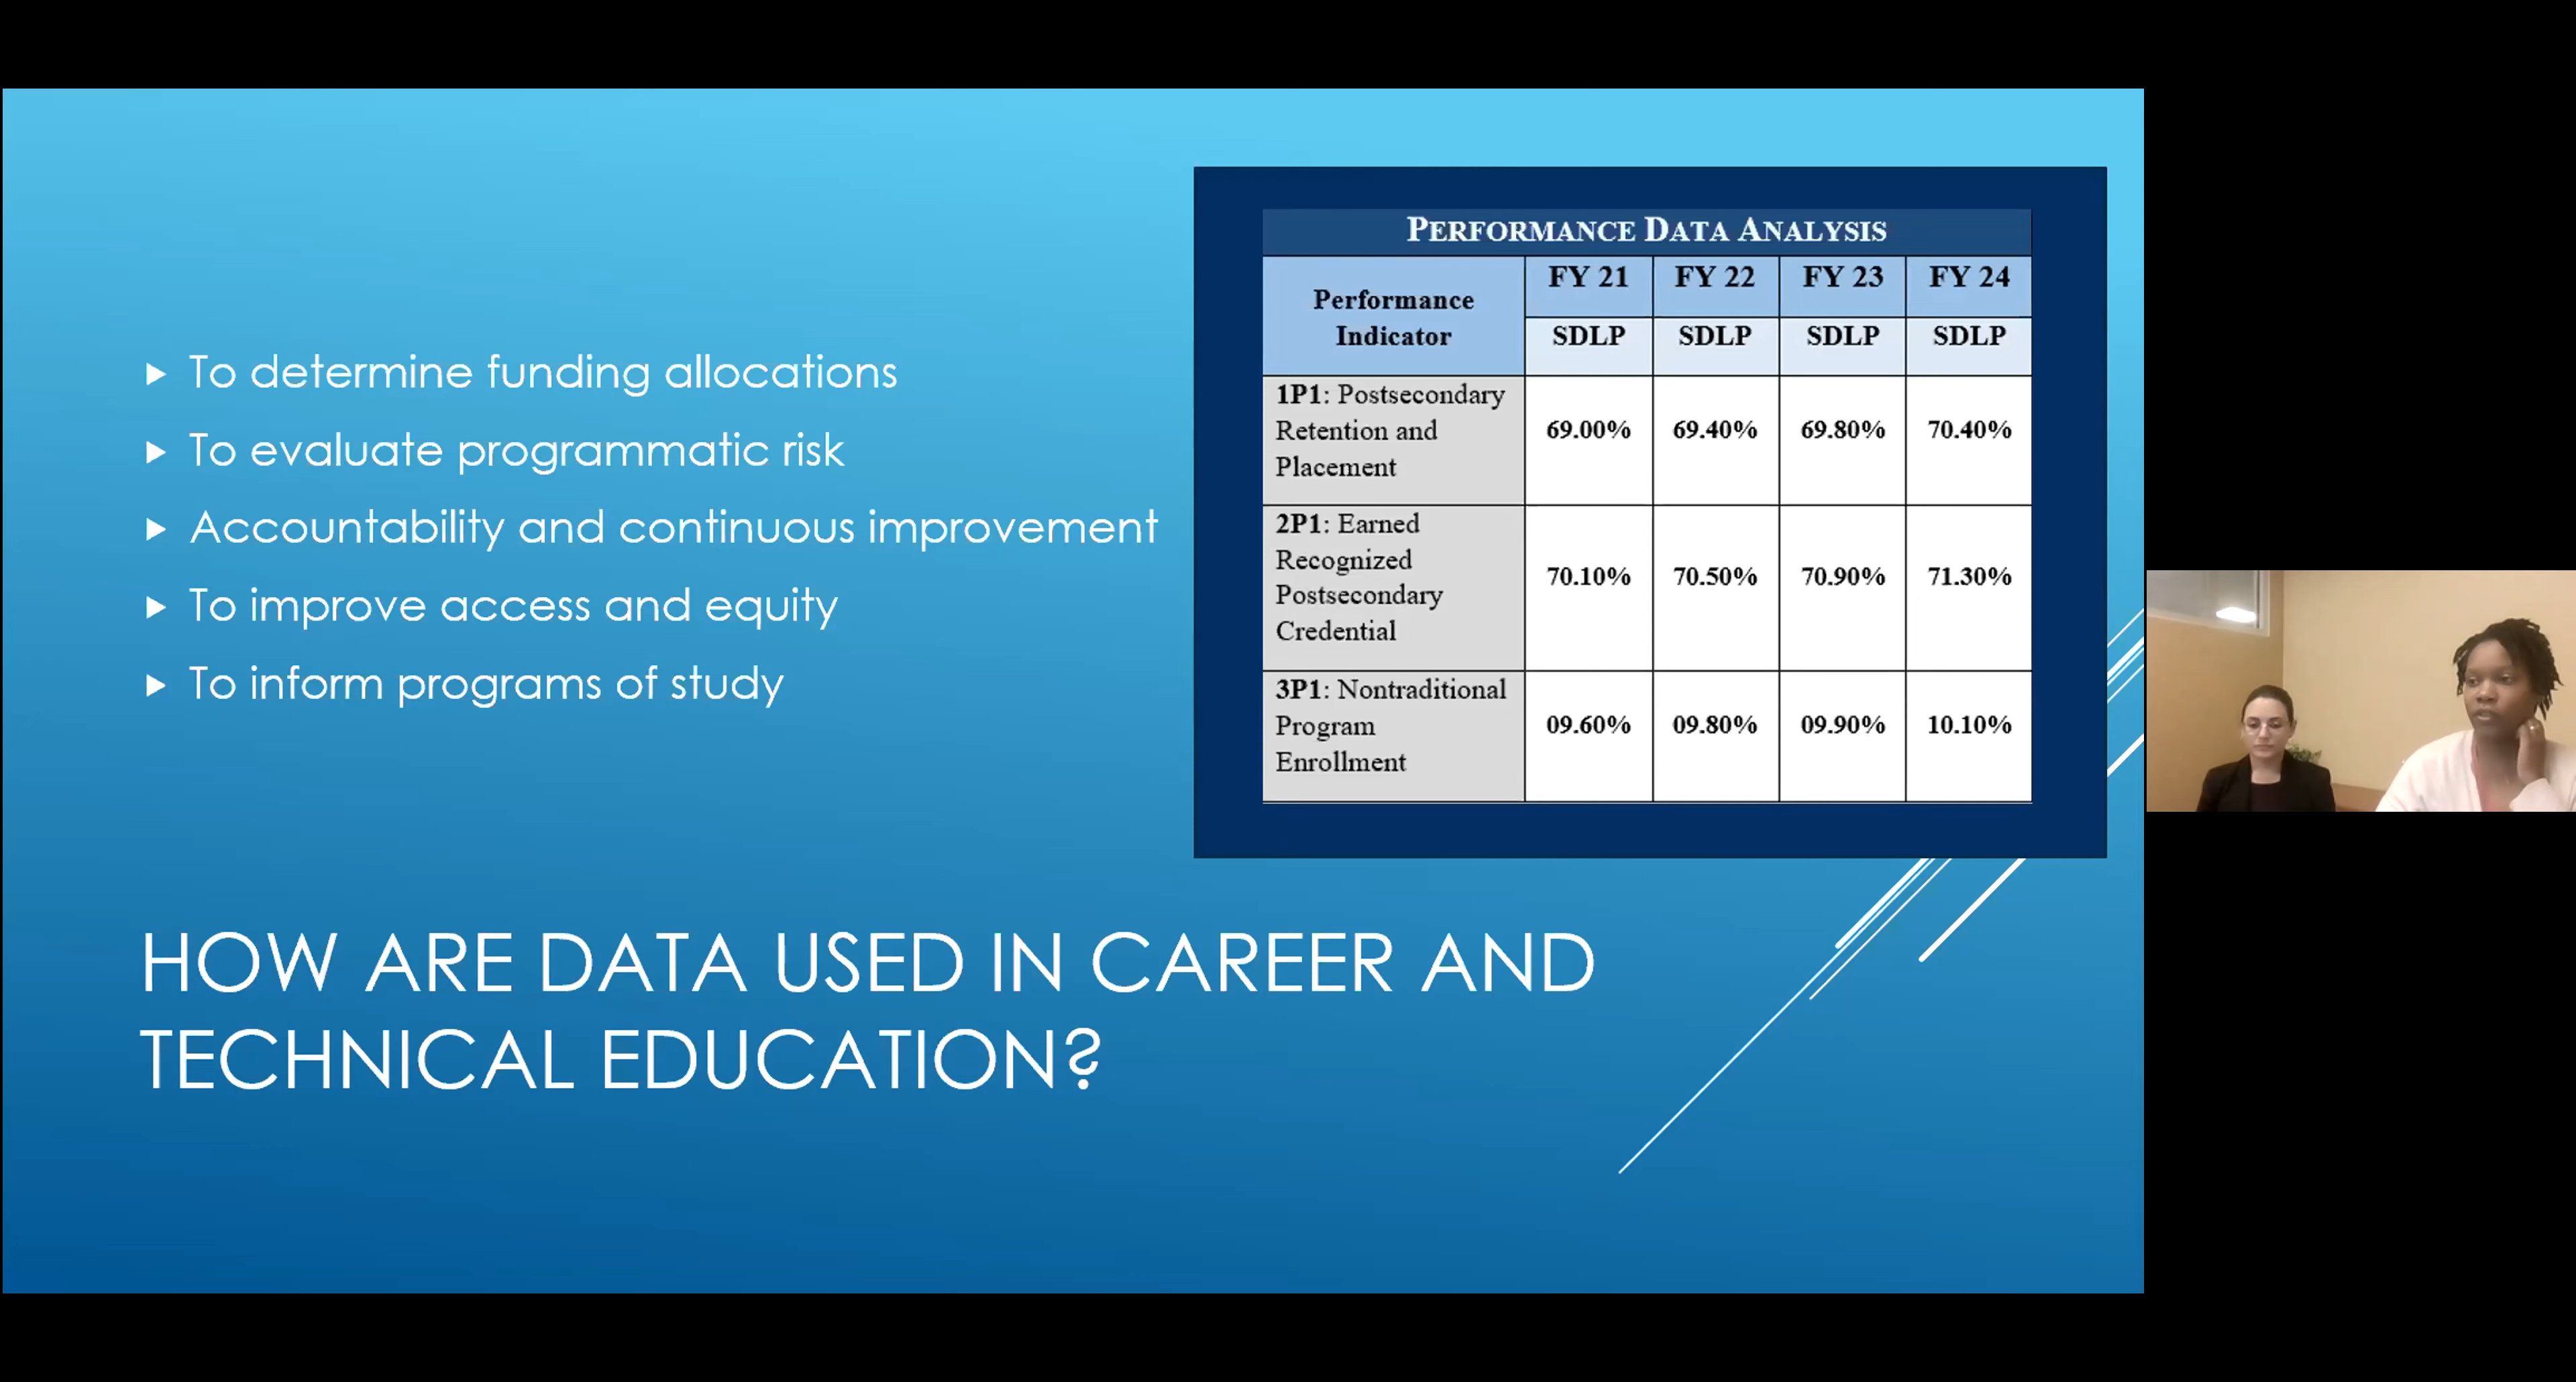 To determine funding allocations
To evaluate programmatic risk
Accountability and continuous improvement
To improve access and equity
To inform programs of study
PERFORMANCE DATA ANALYSIS
Performance
Indicator
FY 21 FY 22 FY 23 FY 24
SDLP SDLP SDLP SDLP
1P1: Postsecondary
Retention and
Placement
69.00% 69.40% 69.80% 70.40%
2P1: Earned
Recognized
Postsecondary
Credential
70.10% 70.50% 70.90% 71.30%
3P1: Nontraditional
Program
Enrollment
09.60% 09.80% 09.90% 10.10%
HOW ARE DATA USED IN CAREER AND
TECHNICAL EDUCATION?